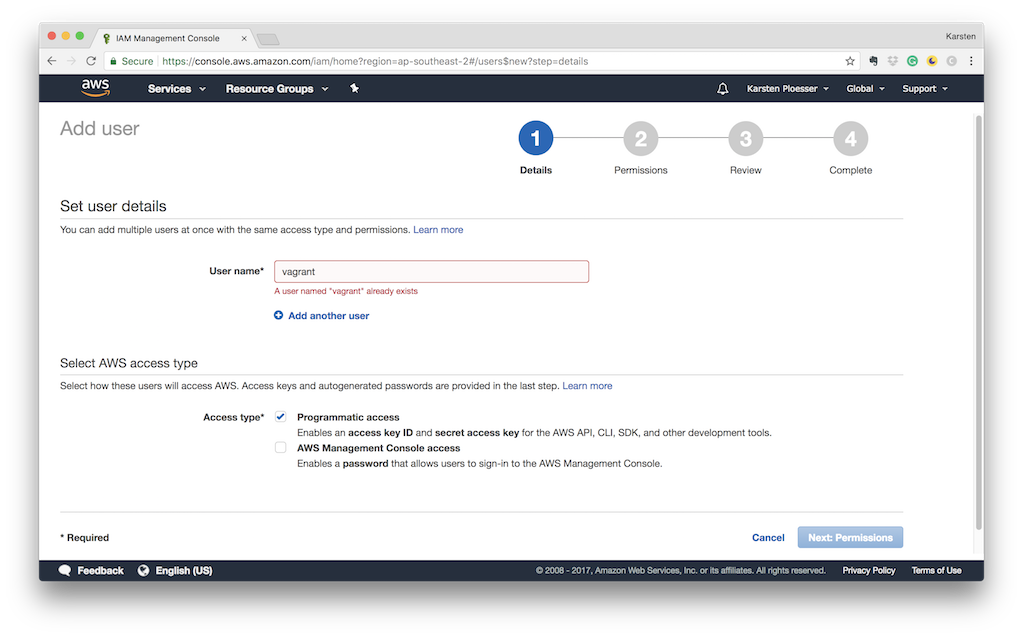 IAM Management Console
Karsten
Secure https://console.aws.amazon.com/iam/home?region=ap-southeast-2#/users$new?step=details
aws Services Resource Groups Karsten Ploesser Global Support
Add user
1 2 3 4
Details Permissions Review Complete
Set user details
You can add multiple users at once with the same access type and permissions. Learn more
User name* vagrant
A user named "vagrant" already exists
Add another user
Select AWS access type
Select how these users will access AWS. Access keys and autogenerated passwords are provided in the last step. Learn more
Access type* Programmatic access
Enables an access key ID and secret access key for the AWS API, CLI, SDK, and other development tools.
AWS Management Console access
Enables a password that allows users to sign-in to the AWS Management Console.
* Required Cancel Next: Permissions
Feedback English (US) © 2008 - 2017, Amazon Web Services, Inc. or its affiliates. All rights reserved. Privacy Policy Terms of Use